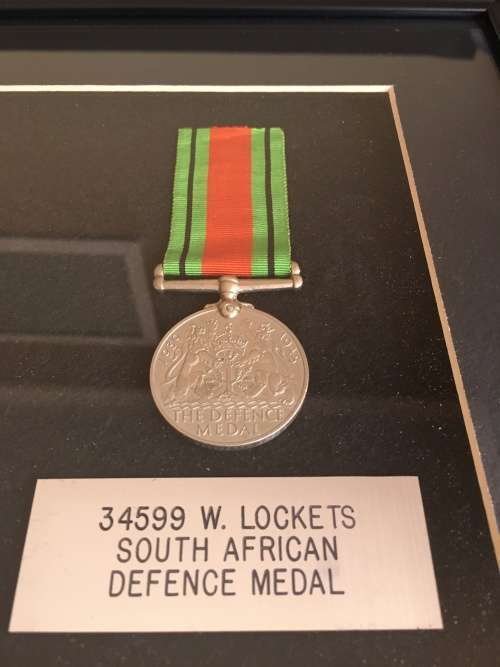 1939 1945
THE DEFENCE
MEDAL
34599 W. LOCKETS
SOUTH AFRICAN
DEFENCE MEDAL